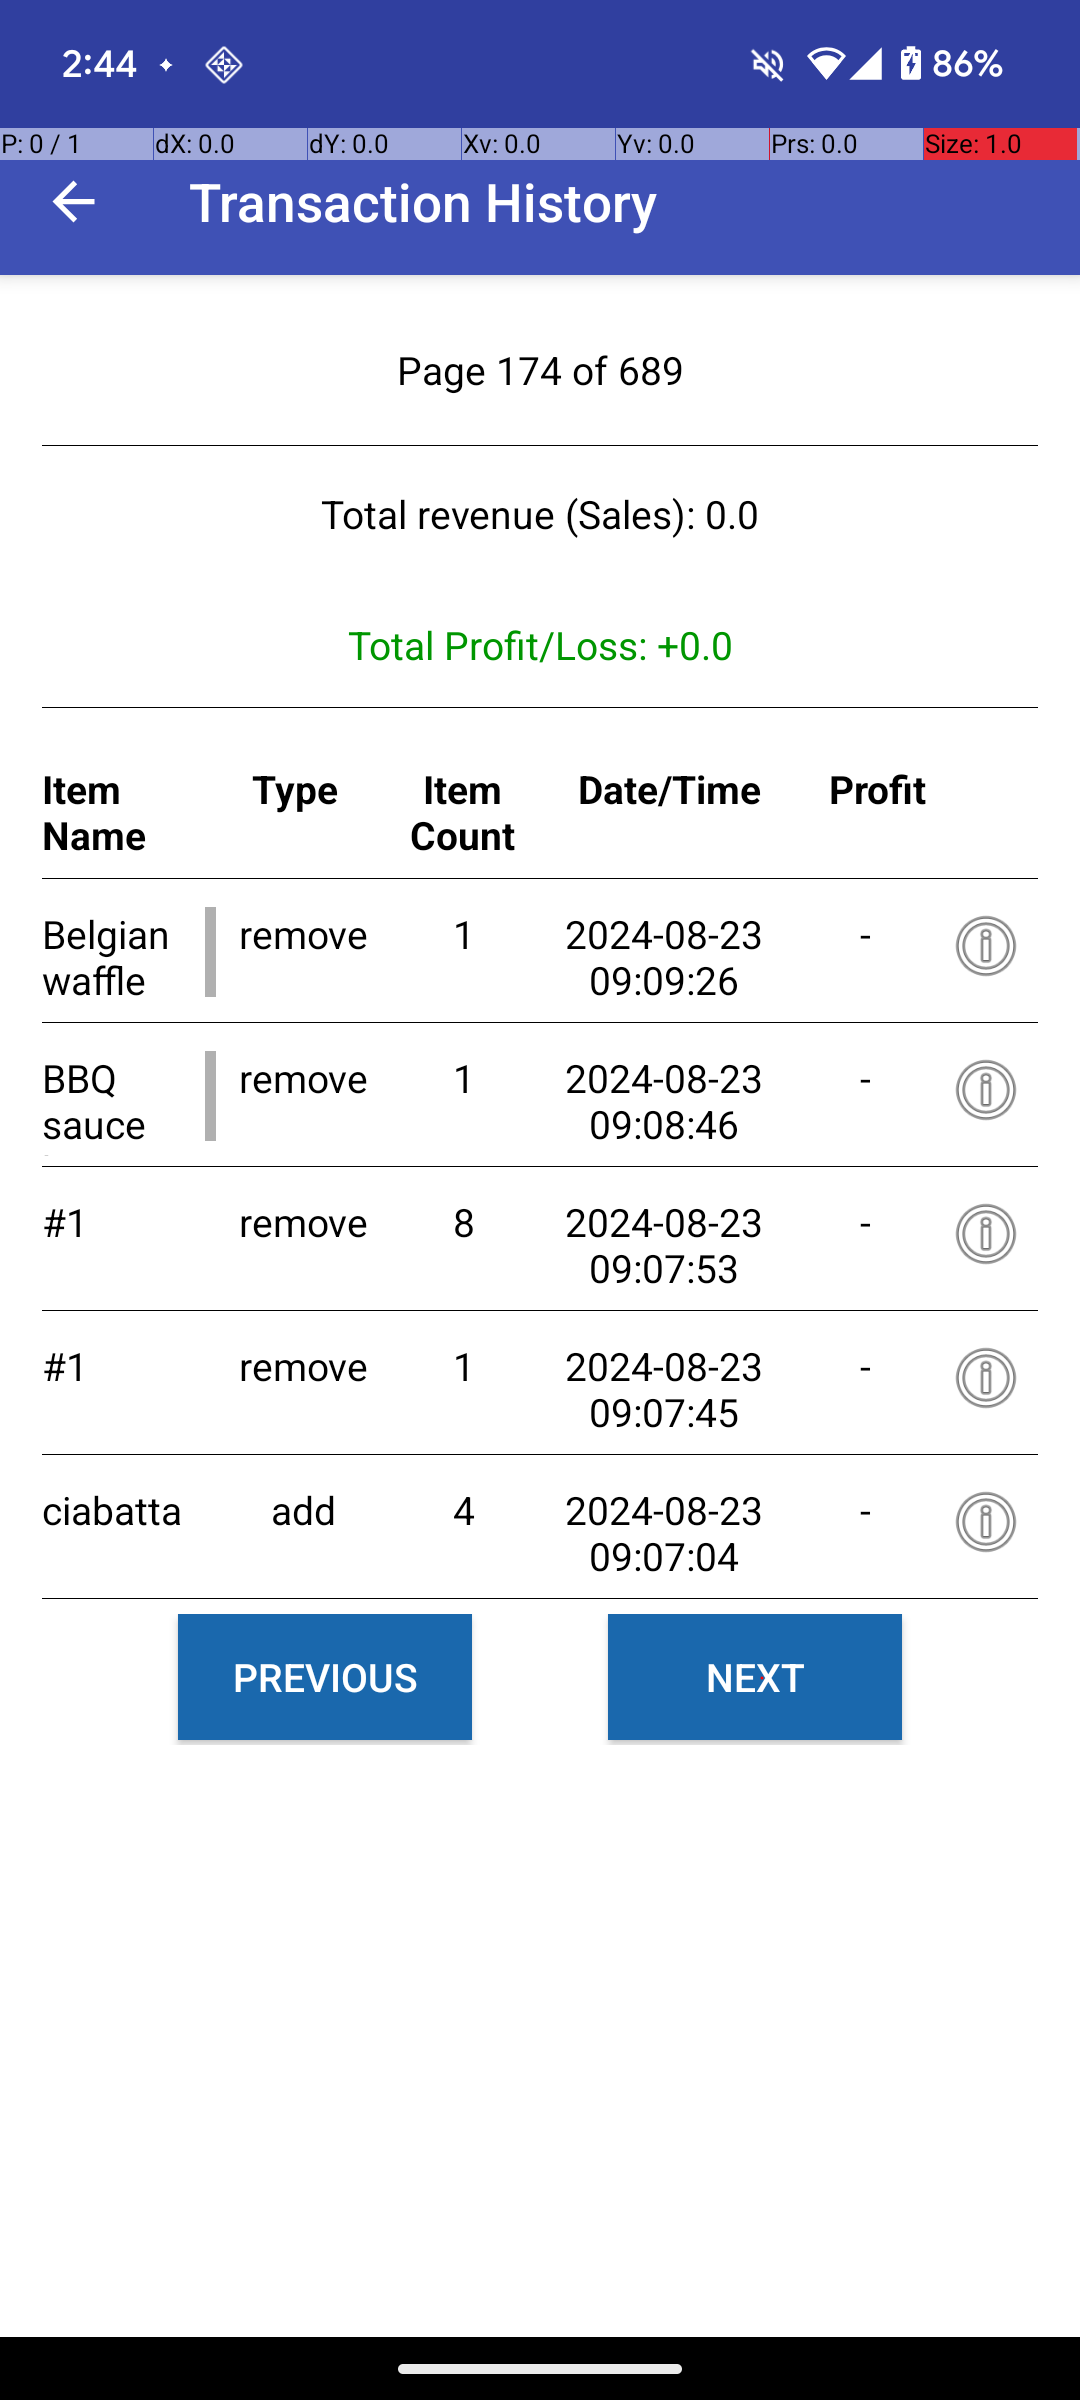 2:44
86%
P: 0 / 1 dX: 0.0 dY: 0.0 Xv: 0.0 Yv: 0.0 Prs: 0.0 Size: 1.0
Transaction History
Page 174 of 689
Total revenue (Sales): 0.0
Total Profit/Loss: +0.0
Item Name Type Item Count Date/Time Profit
Belgian waffle remove 1 2024-08-23 09:09:26 -
BBQ sauce remove 1 2024-08-23 09:08:46 -
#1 remove 8 2024-08-23 09:07:53 -
#1 remove 1 2024-08-23 09:07:45 -
ciabatta add 4 2024-08-23 09:07:04 -
PREVIOUS NEXT